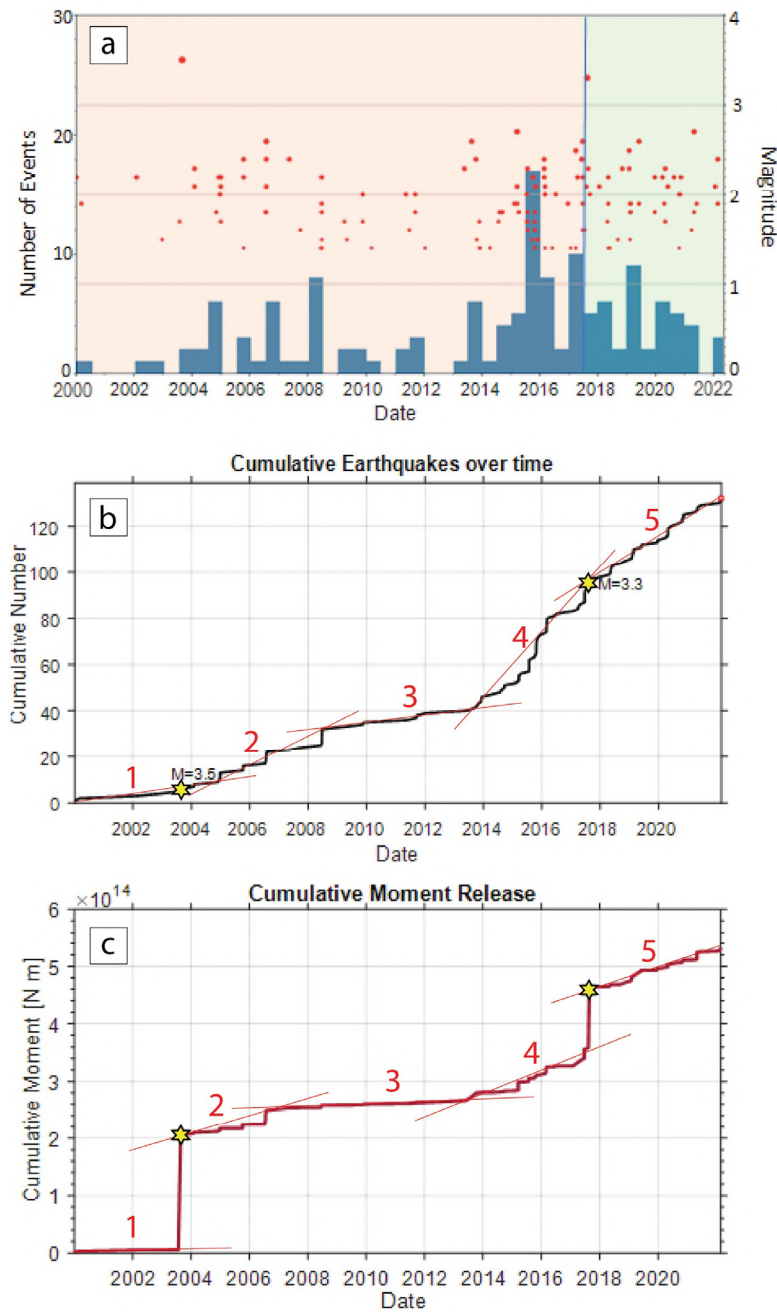 a
30
20
10
0
Number of Events
4
3
2
1
0
Magnitude
2000 2002 2004 2006 2008 2010 2012 2014 2016 2018 2020 2022
Date
Cumulative Earthquakes over time
b
120
100
80
60
40
20
0
Cumulative Number
1
M=3.5
2
3
4
M=3.3
5
2002 2004 2006 2008 2010 2012 2014 2016 2018 2020
Date
×10^14
Cumulative Moment Release
c
6
5
4
3
2
1
0
Cumulative Moment [N m]
1
2
3
4
5
2002 2004 2006 2008 2010 2012 2014 2016 2018 2020
Date